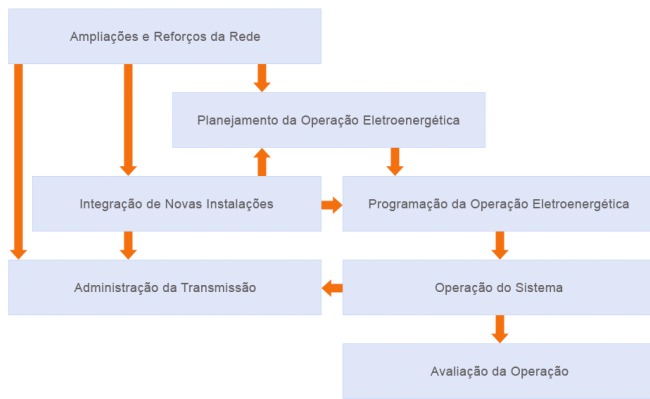 Ampliações e Reforços da Rede
Planejamento da Operação Eletroenergética
Integração de Novas Instalações
Programação da Operação Eletroenergética
Administração da Transmissão
Operação do Sistema
Avaliação da Operação